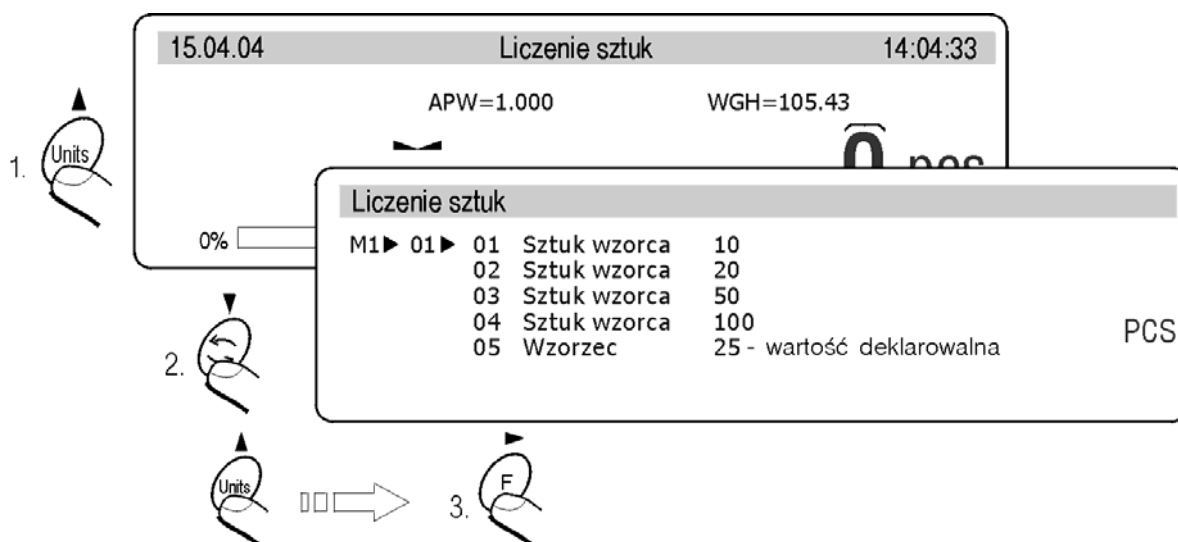 15.04.04 Liczenie sztuk 14:04:33
APW=1.000 WGH=105.43
1. Units
0 pcs
Liczenie sztuk
0%
M1 01 01 Sztuk wzorca 10
02 Sztuk wzorca 20
03 Sztuk wzorca 50
04 Sztuk wzorca 100
PCS
05 Wzorzec 25 - wartość deklarowalna
2.
Units
3. F